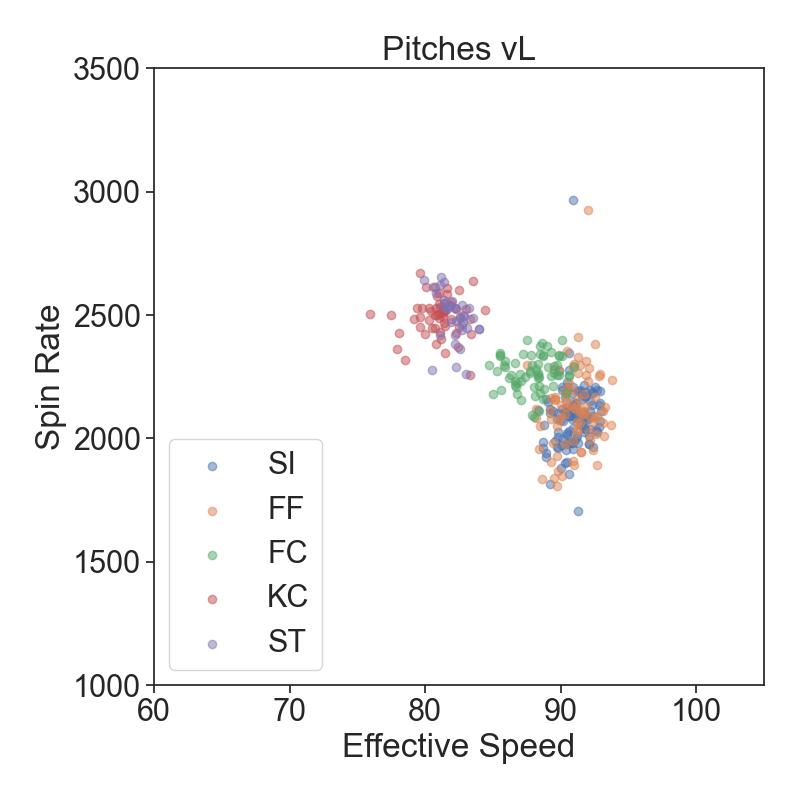 Pitches vL
3500
3000
2500
2000
1500
1000
Spin Rate
SI
FF
FC
KC
ST
60 70 80 90 100
Effective Speed